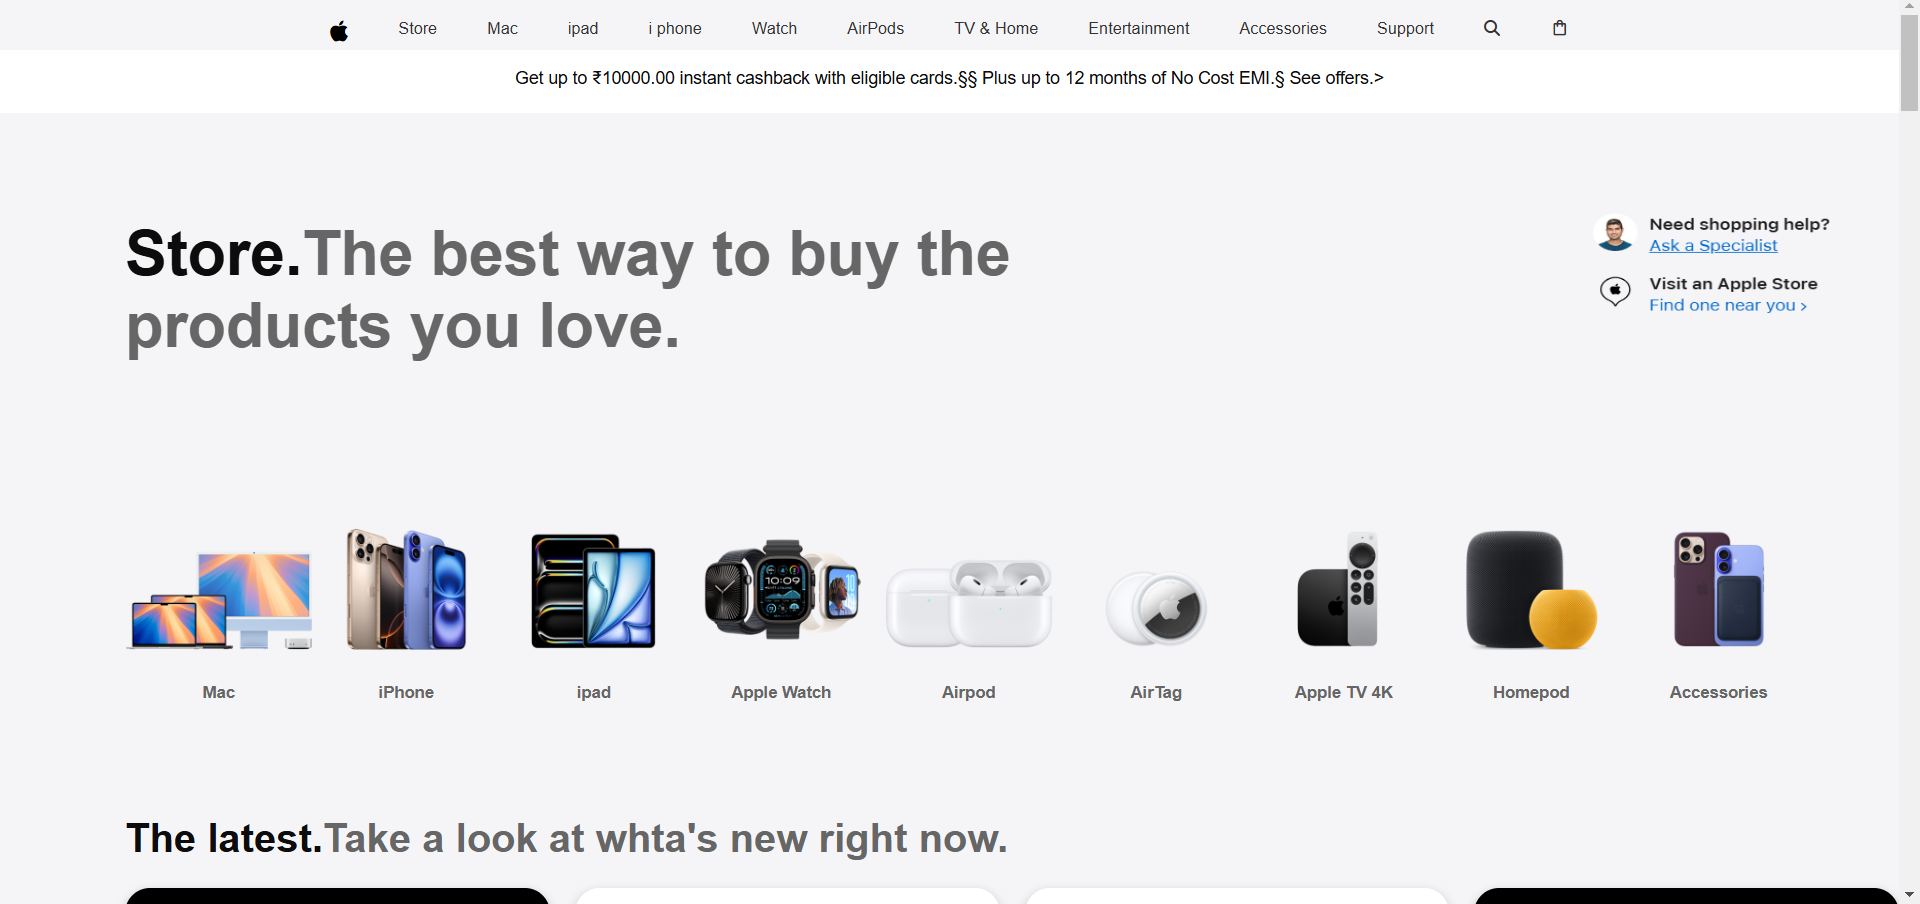 Store Mac ipad i phone Watch AirPods TV & Home Entertainment Accessories Support
Get up to ₹10000.00 instant cashback with eligible cards.§§ Plus up to 12 months of No Cost EMI.§ See offers.>
Store.The best way to buy the
products you love.
Need shopping help?
Ask a Specialist
Visit an Apple Store
Find one near you >
10:09
Mac iPhone ipad Apple Watch Airpod AirTag Apple TV 4K Homepod Accessories
The latest.Take a look at whta's new right now.